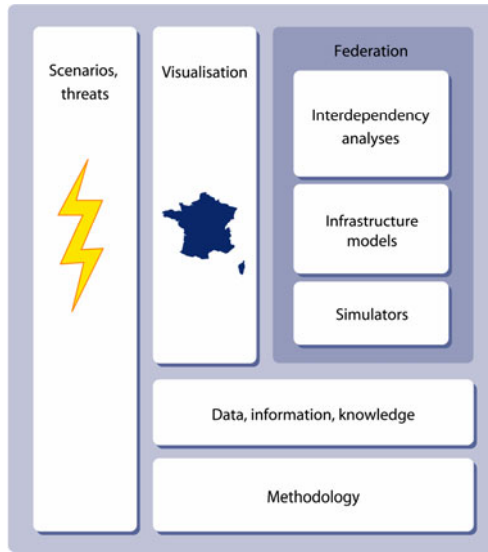 Scenarios,
threats
Visualisation
Federation
Interdependency
analyses
Infrastructure
models
Simulators
Data, information, knowledge
Methodology